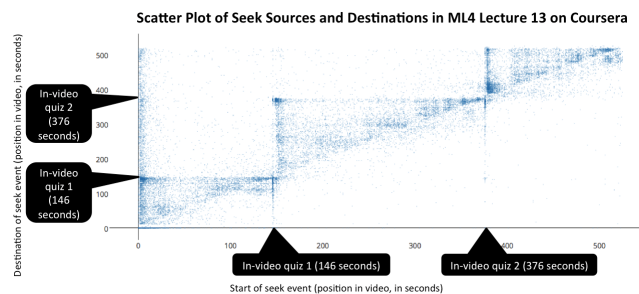 Scatter Plot of Seek Sources and Destinations in ML4 Lecture 13 on Coursera
Destination of seek event (position in video, in seconds)
500
400
300
200
100
0
In-video
quiz 2
(376
seconds)
In-video
quiz 1
(146
seconds)
0
100
200
300
400
500
In-video quiz 1 (146 seconds)
In-video quiz 2 (376 seconds)
Start of seek event (position in video, in seconds)